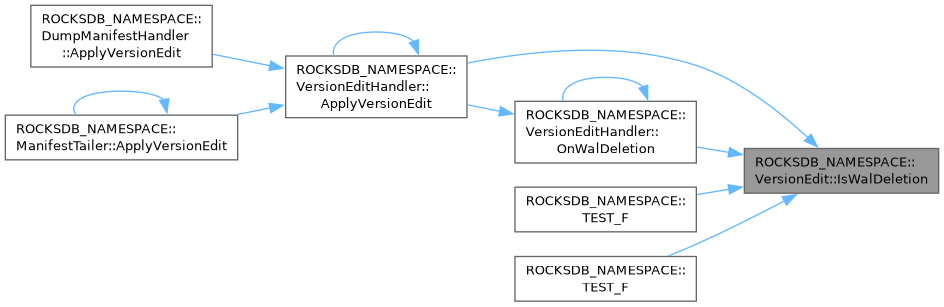 ROCKSDB_NAMESPACE::
DumpManifestHandler
::ApplyVersionEdit
ROCKSDB_NAMESPACE::
ManifestTailer::ApplyVersionEdit
ROCKSDB_NAMESPACE::
VersionEditHandler::
ApplyVersionEdit
ROCKSDB_NAMESPACE::
VersionEditHandler::
OnWalDeletion
ROCKSDB_NAMESPACE::
TEST_F
ROCKSDB_NAMESPACE::
TEST_F
ROCKSDB_NAMESPACE::
VersionEdit::IsWalDeletion